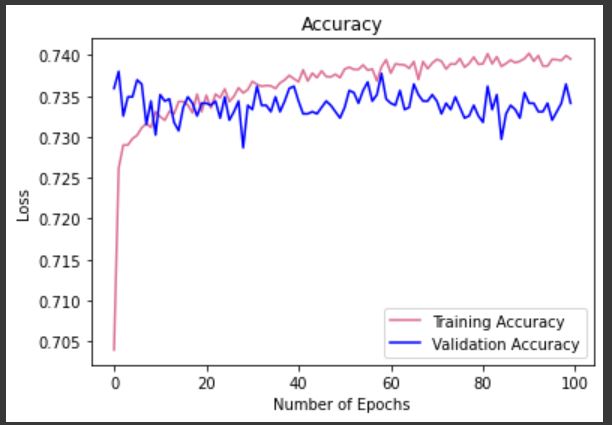 Accuracy
0.740
0.735
0.730
0.725
0.720
0.715
0.710
0.705
Loss
Training Accuracy
Validation Accuracy
0 20 40 60 80 100
Number of Epochs